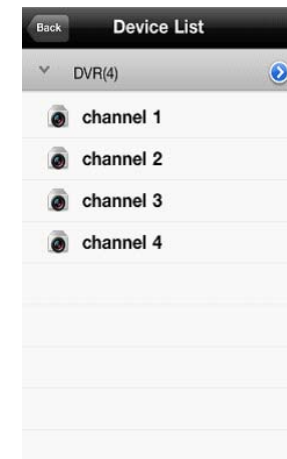 Back Device List
DVR(4)
channel 1
channel 2
channel 3
channel 4